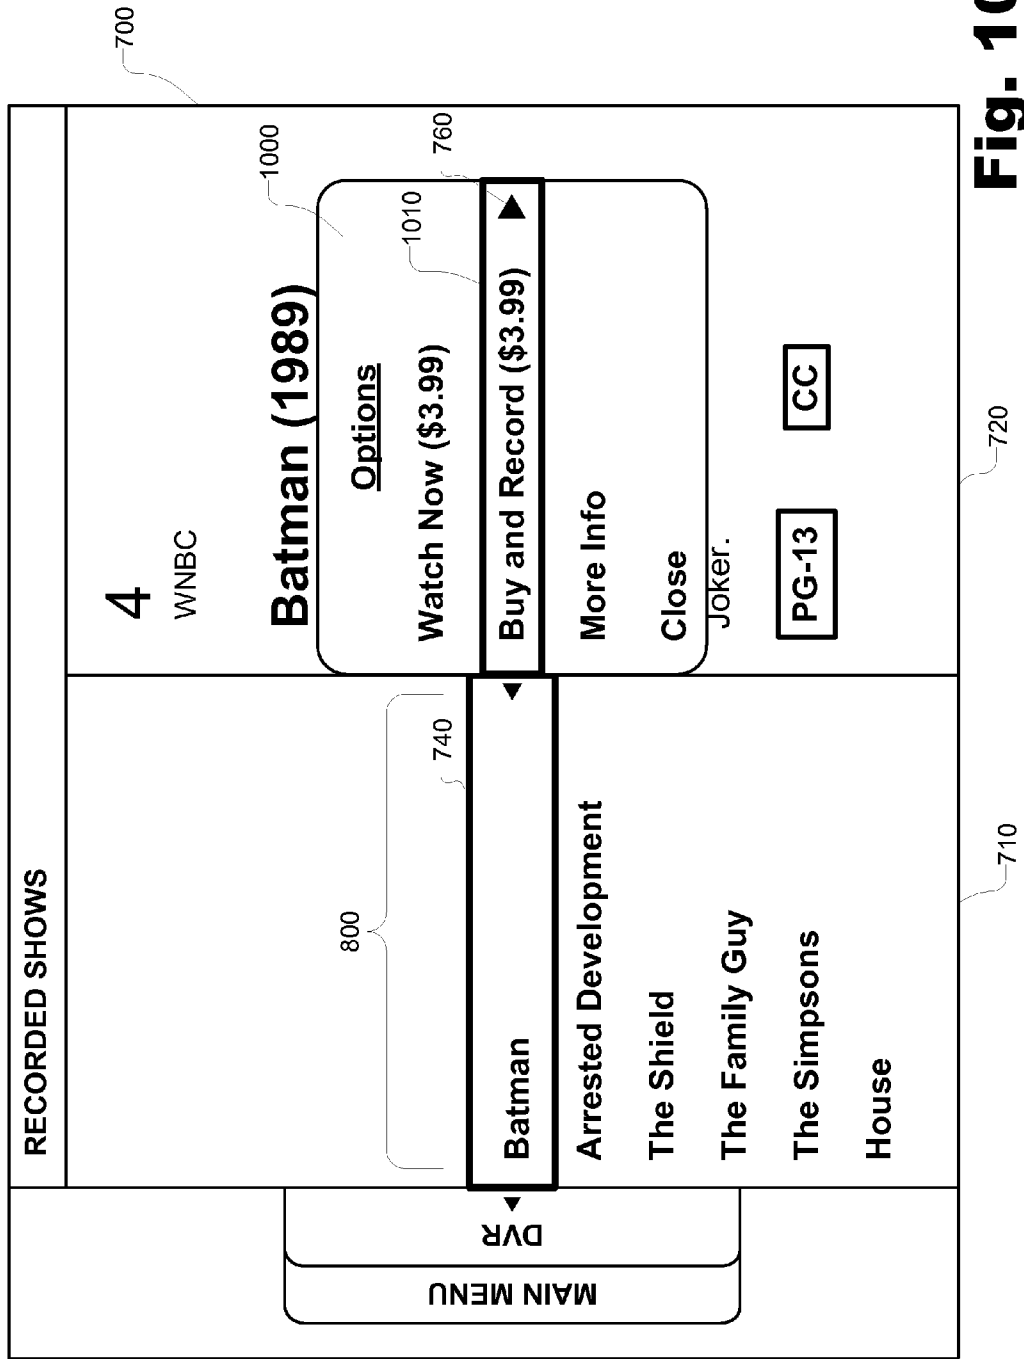 RECORDED SHOWS
700
MAIN MENU
DVR
800
740
Batman
Arrested Development
The Shield
The Family Guy
The Simpsons
House
710
4
WNBC
Batman (1989)
1000
Options
Watch Now ($3.99)
1010
Buy and Record ($3.99)
760
More Info
Close
Joker.
PG-13
CC
720
Fig. 10